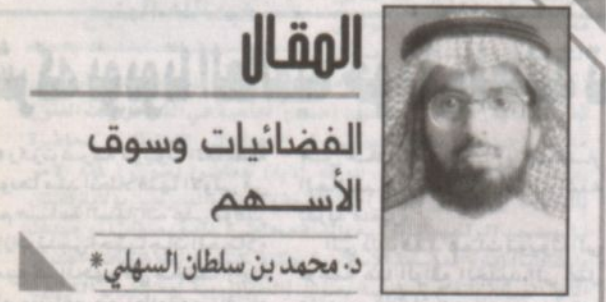 المقال
الفضائيات وسوق
الأســـهم
د. محمد بن سلطان السهلي*